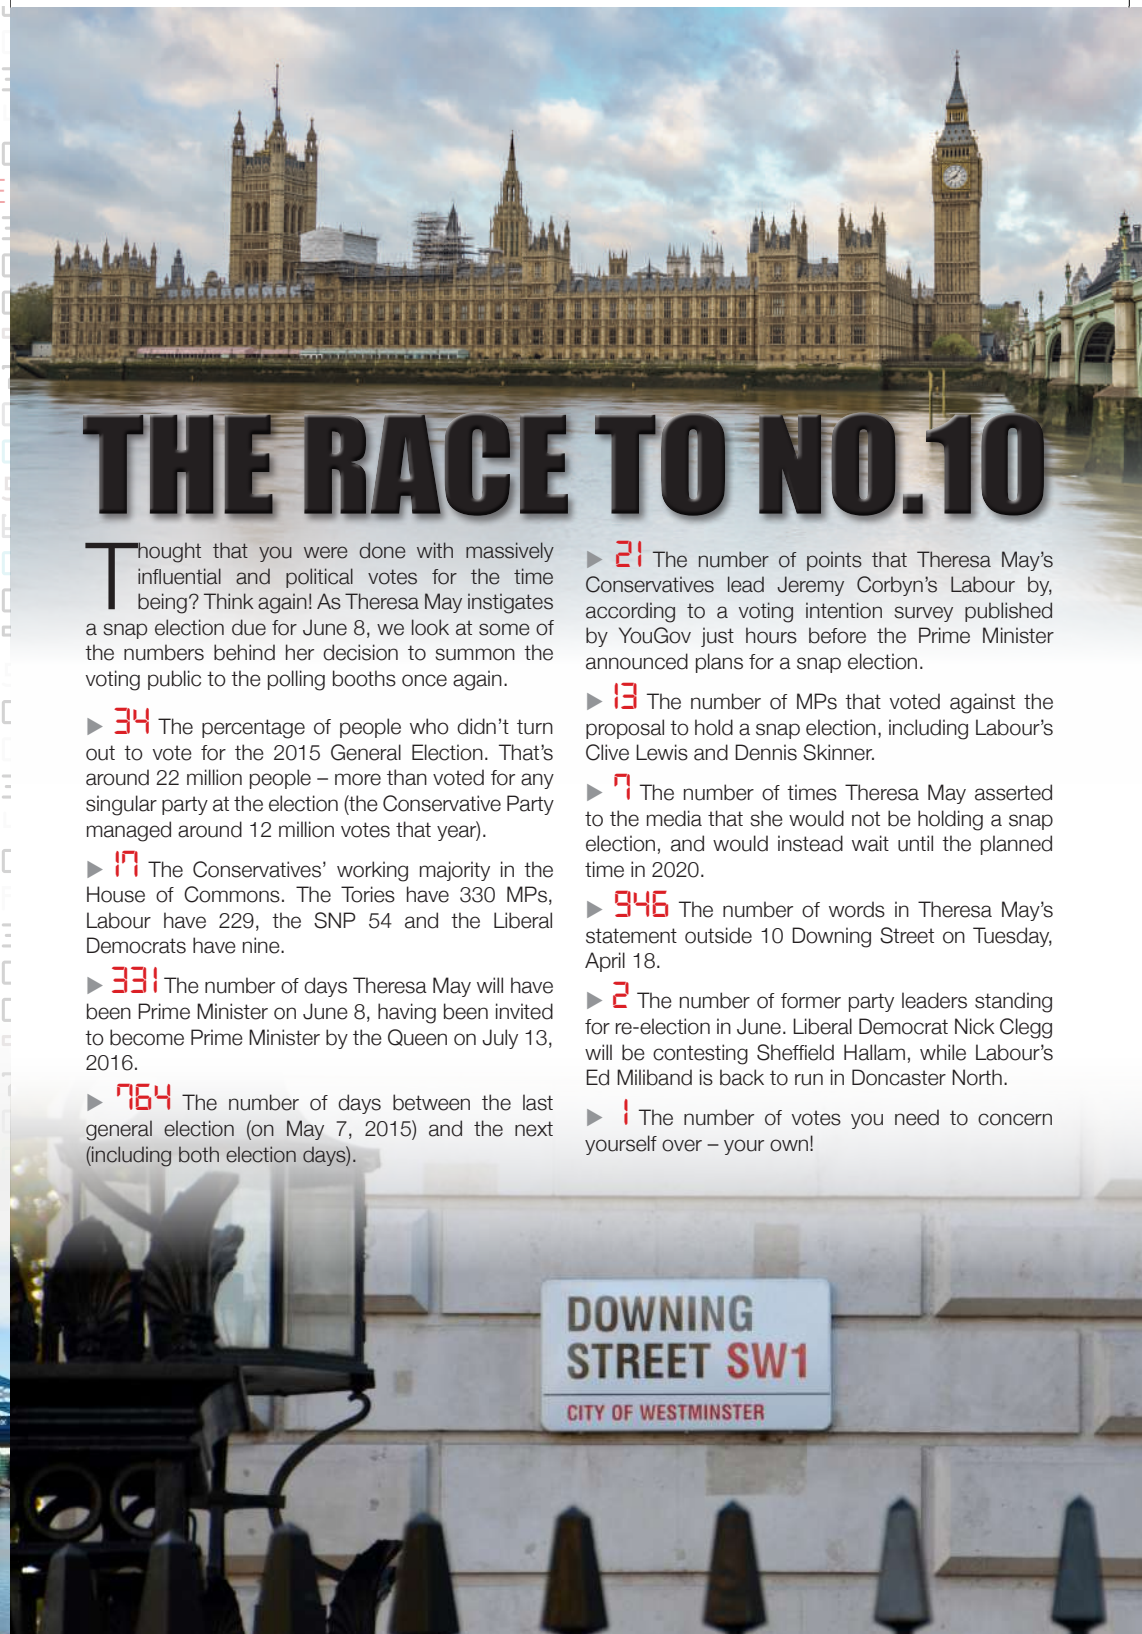 THE RACE TO NO.10
Thought that you were done with massively
influential and political votes for the time
being? Think again! As Theresa May instigates
a snap election due for June 8, we look at some of
the numbers behind her decision to summon the
voting public to the polling booths once again.
▶ 34 The percentage of people who didn’t turn
out to vote for the 2015 General Election. That’s
around 22 million people – more than voted for any
singular party at the election (the Conservative Party
managed around 12 million votes that year).
▶ 17 The Conservatives’ working majority in the
House of Commons. The Tories have 330 MPs,
Labour have 229, the SNP 54 and the Liberal
Democrats have nine.
▶ 331 The number of days Theresa May will have
been Prime Minister on June 8, having been invited
to become Prime Minister by the Queen on July 13,
2016.
▶ 764 The number of days between the last
general election (on May 7, 2015) and the next
(including both election days).
▶ 21 The number of points that Theresa May’s
Conservatives lead Jeremy Corbyn’s Labour by,
according to a voting intention survey published
by YouGov just hours before the Prime Minister
announced plans for a snap election.
▶ 13 The number of MPs that voted against the
proposal to hold a snap election, including Labour’s
Clive Lewis and Dennis Skinner.
▶ 7 The number of times Theresa May asserted
to the media that she would not be holding a snap
election, and would instead wait until the planned
time in 2020.
▶ 946 The number of words in Theresa May’s
statement outside 10 Downing Street on Tuesday,
April 18.
▶ 2 The number of former party leaders standing
for re-election in June. Liberal Democrat Nick Clegg
will be contesting Sheffield Hallam, while Labour’s
Ed Miliband is back to run in Doncaster North.
▶ 1 The number of votes you need to concern
yourself over – your own!
DOWNING
STREET SW1
CITY OF WESTMINSTER